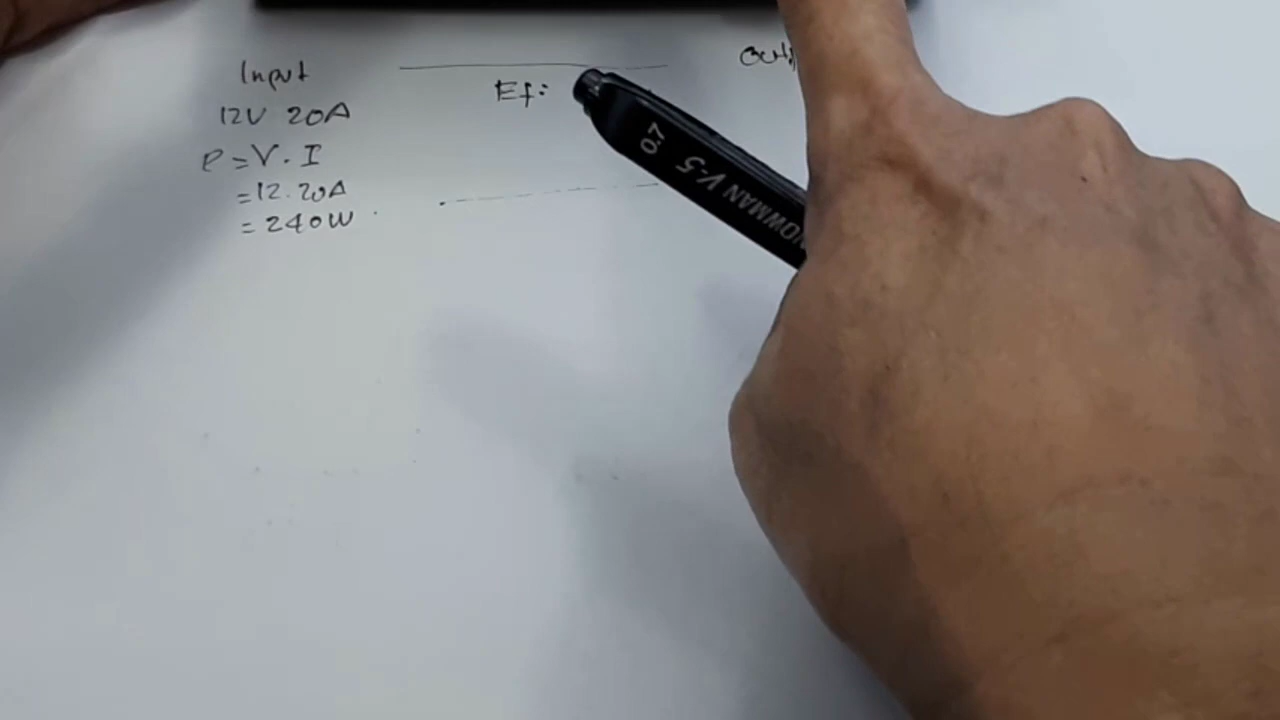 Input
12V 20A
P = V . I
= 12 . 20A
= 240W
Ef:
SNOWMAN V-5
0.7